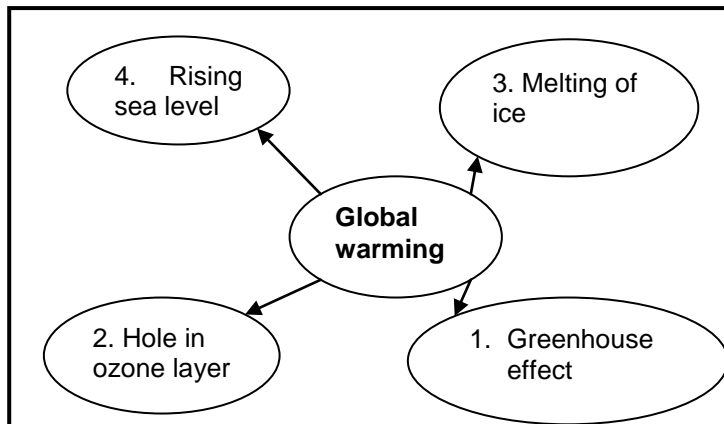 4. Rising
sea level
3. Melting of
ice
Global
warming
2. Hole in
ozone layer
1. Greenhouse
effect